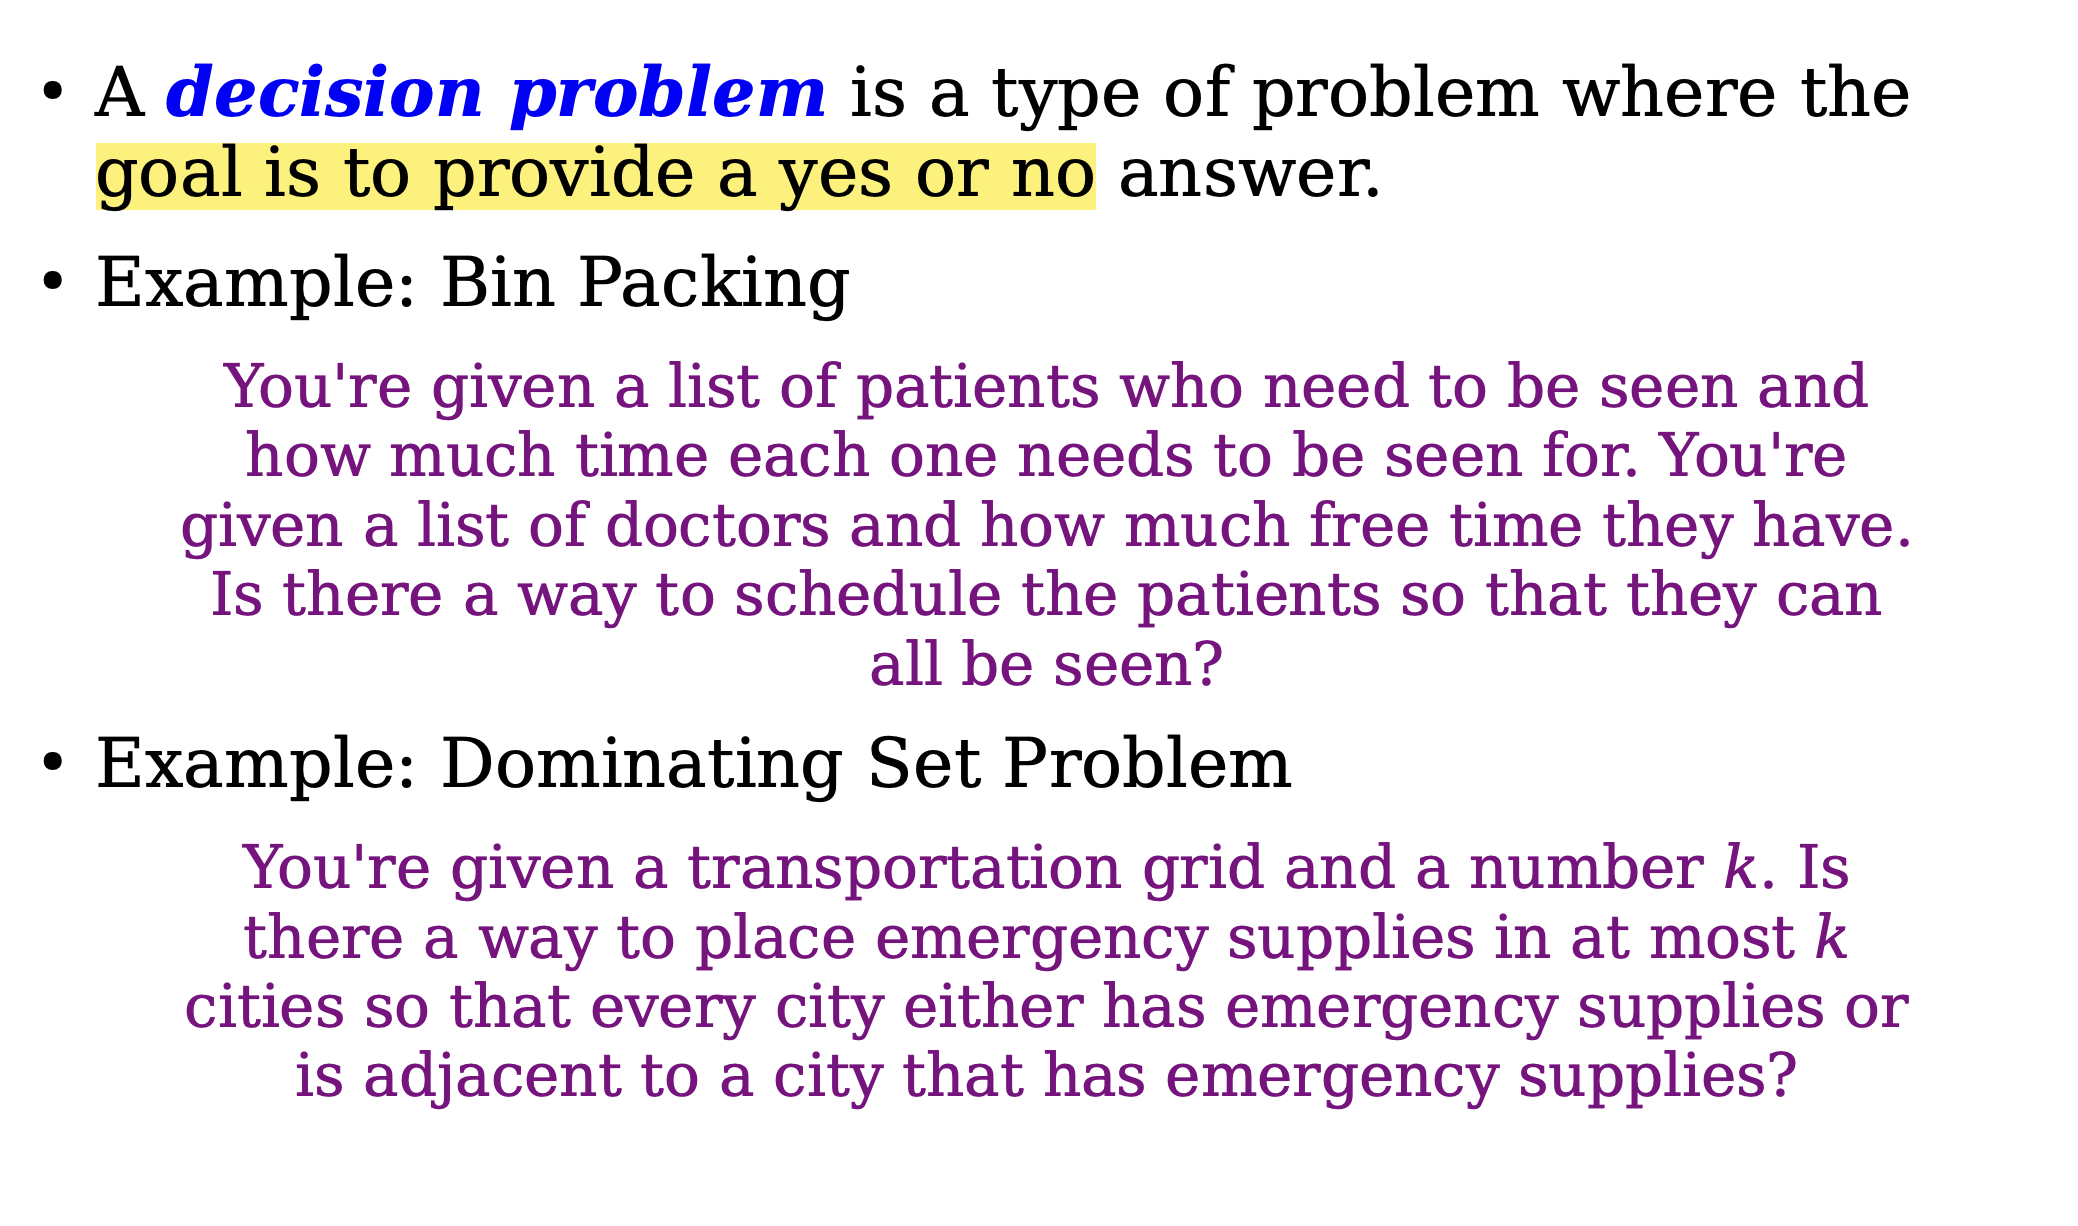 • A decision problem is a type of problem where the
goal is to provide a yes or no answer.
• Example: Bin Packing
You're given a list of patients who need to be seen and
how much time each one needs to be seen for. You're
given a list of doctors and how much free time they have.
Is there a way to schedule the patients so that they can
all be seen?
• Example: Dominating Set Problem
You're given a transportation grid and a number k. Is
there a way to place emergency supplies in at most k
cities so that every city either has emergency supplies or
is adjacent to a city that has emergency supplies?